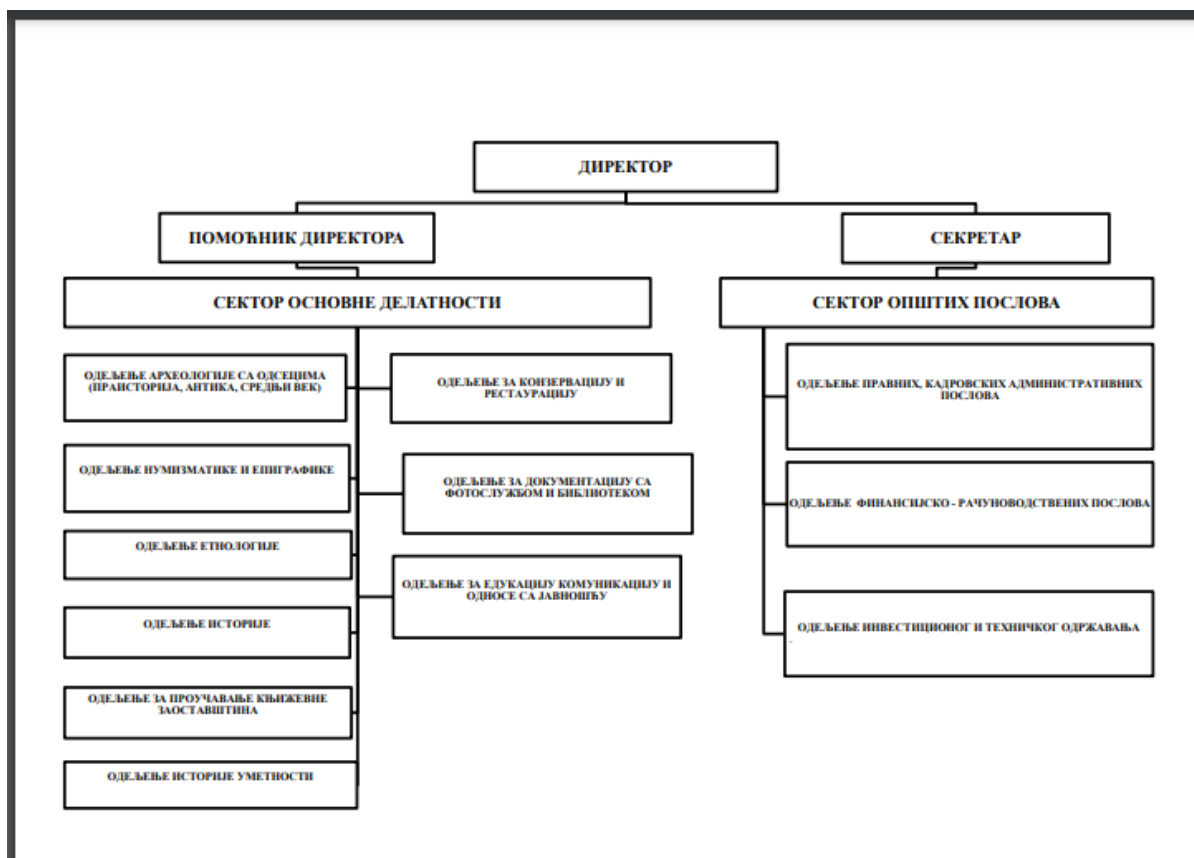 ДИРЕКТОР
ПОМОЋНИК ДИРЕКТОРА
СЕКРЕТАР
СЕКТОР ОСНОВНЕ ДЕЛАТНОСТИ
СЕКТОР ОПШТИХ ПОСЛОВА
ОДЕЉЕЊЕ АРХЕОЛОГИЈЕ СА ОДСЕЦИМА
(ПРАИСТОРИЈА, АНТИКА, СРЕДЊИ ВЕК)
ОДЕЉЕЊЕ НУМИЗМАТИКЕ И ЕПИГРАФИКЕ
ОДЕЉЕЊЕ ЕТНОЛОГИЈЕ
ОДЕЉЕЊЕ ИСТОРИЈЕ
ОДЕЉЕЊЕ ЗА ПРОУЧАВАЊЕ КЊИЖЕВНЕ
ЗАОСТАВШТИНА
ОДЕЉЕЊЕ ИСТОРИЈЕ УМЕТНОСТИ
ОДЕЉЕЊЕ ЗА КОНЗЕРВАЦИЈУ И
РЕСТАУРАЦИЈУ
ОДЕЉЕЊЕ ЗА ДОКУМЕНТАЦИЈУ СА
ФОТОСЛУЖБОМ И БИБЛИОТЕКОМ
ОДЕЉЕЊЕ ЗА ЕДУКАЦИЈУ КОМУНИКАЦИЈУ И
ОДНОСЕ СА ЈАВНОШЋУ
ОДЕЉЕЊЕ ПРАВНИХ, КАДРОВСКИХ АДМИНИСТРАТИВНИХ
ПОСЛОВА
ОДЕЉЕЊЕ ФИНАНСИЈСКО - РАЧУНОВОДСТВЕНИХ ПОСЛОВА
ОДЕЉЕЊЕ ИНВЕСТИЦИОНОГ И ТЕХНИЧКОГ ОДРЖАВАЊА